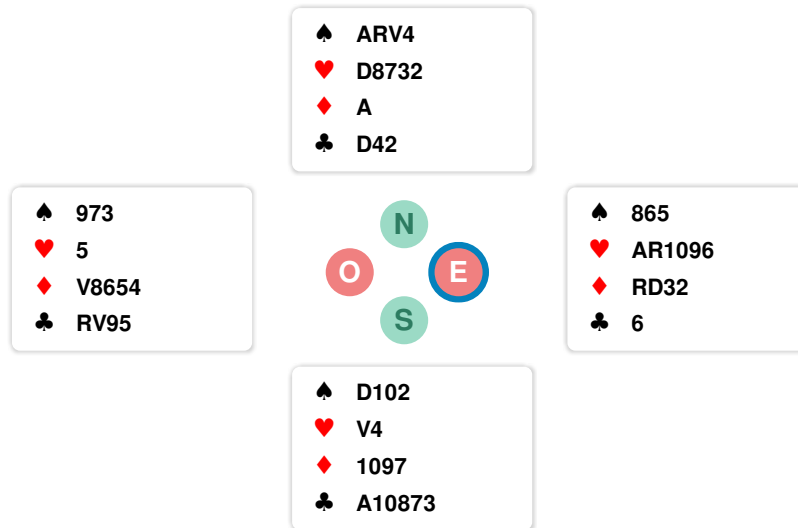 ♠ ARV4
♥ D8732
♦ A
♣ D42
♠ 973
♥ 5
♦ V8654
♣ RV95
N
O E
S
♠ 865
♥ AR1096
♦ RD32
♣ 6
♠ D102
♥ V4
♦ 1097
♣ A10873